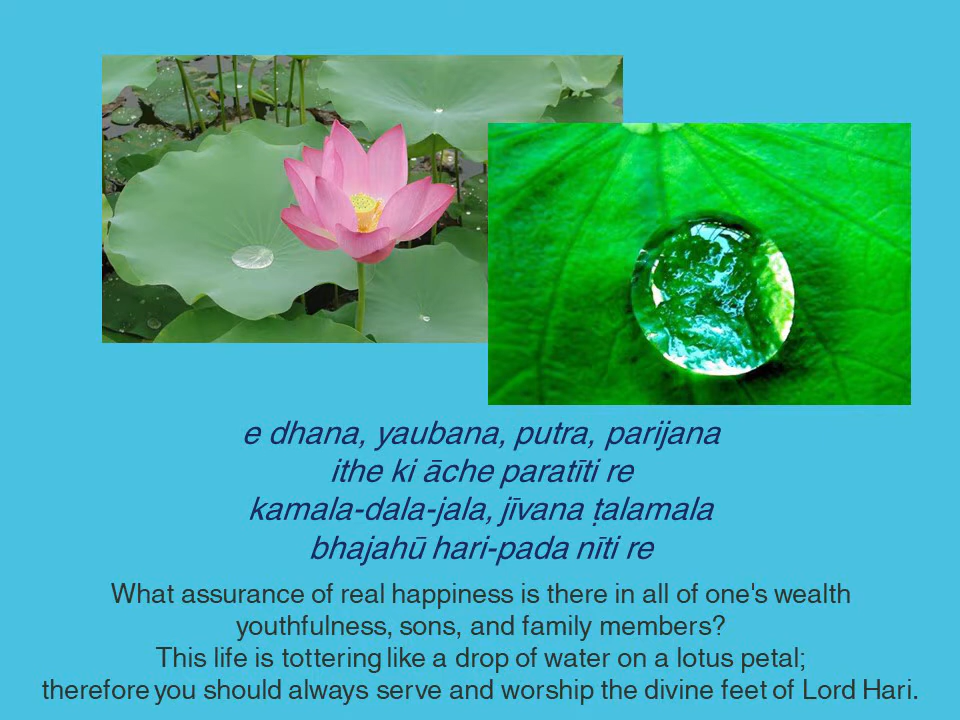 e dhana, yaubana, putra, parijana
ithe ki āche paratīti re
kamala-dala-jala, jīvana ṭalamala
bhajahū hari-pada nīti re
What assurance of real happiness is there in all of one's wealth
youthfulness, sons, and family members?
This life is tottering like a drop of water on a lotus petal;
therefore you should always serve and worship the divine feet of Lord Hari.